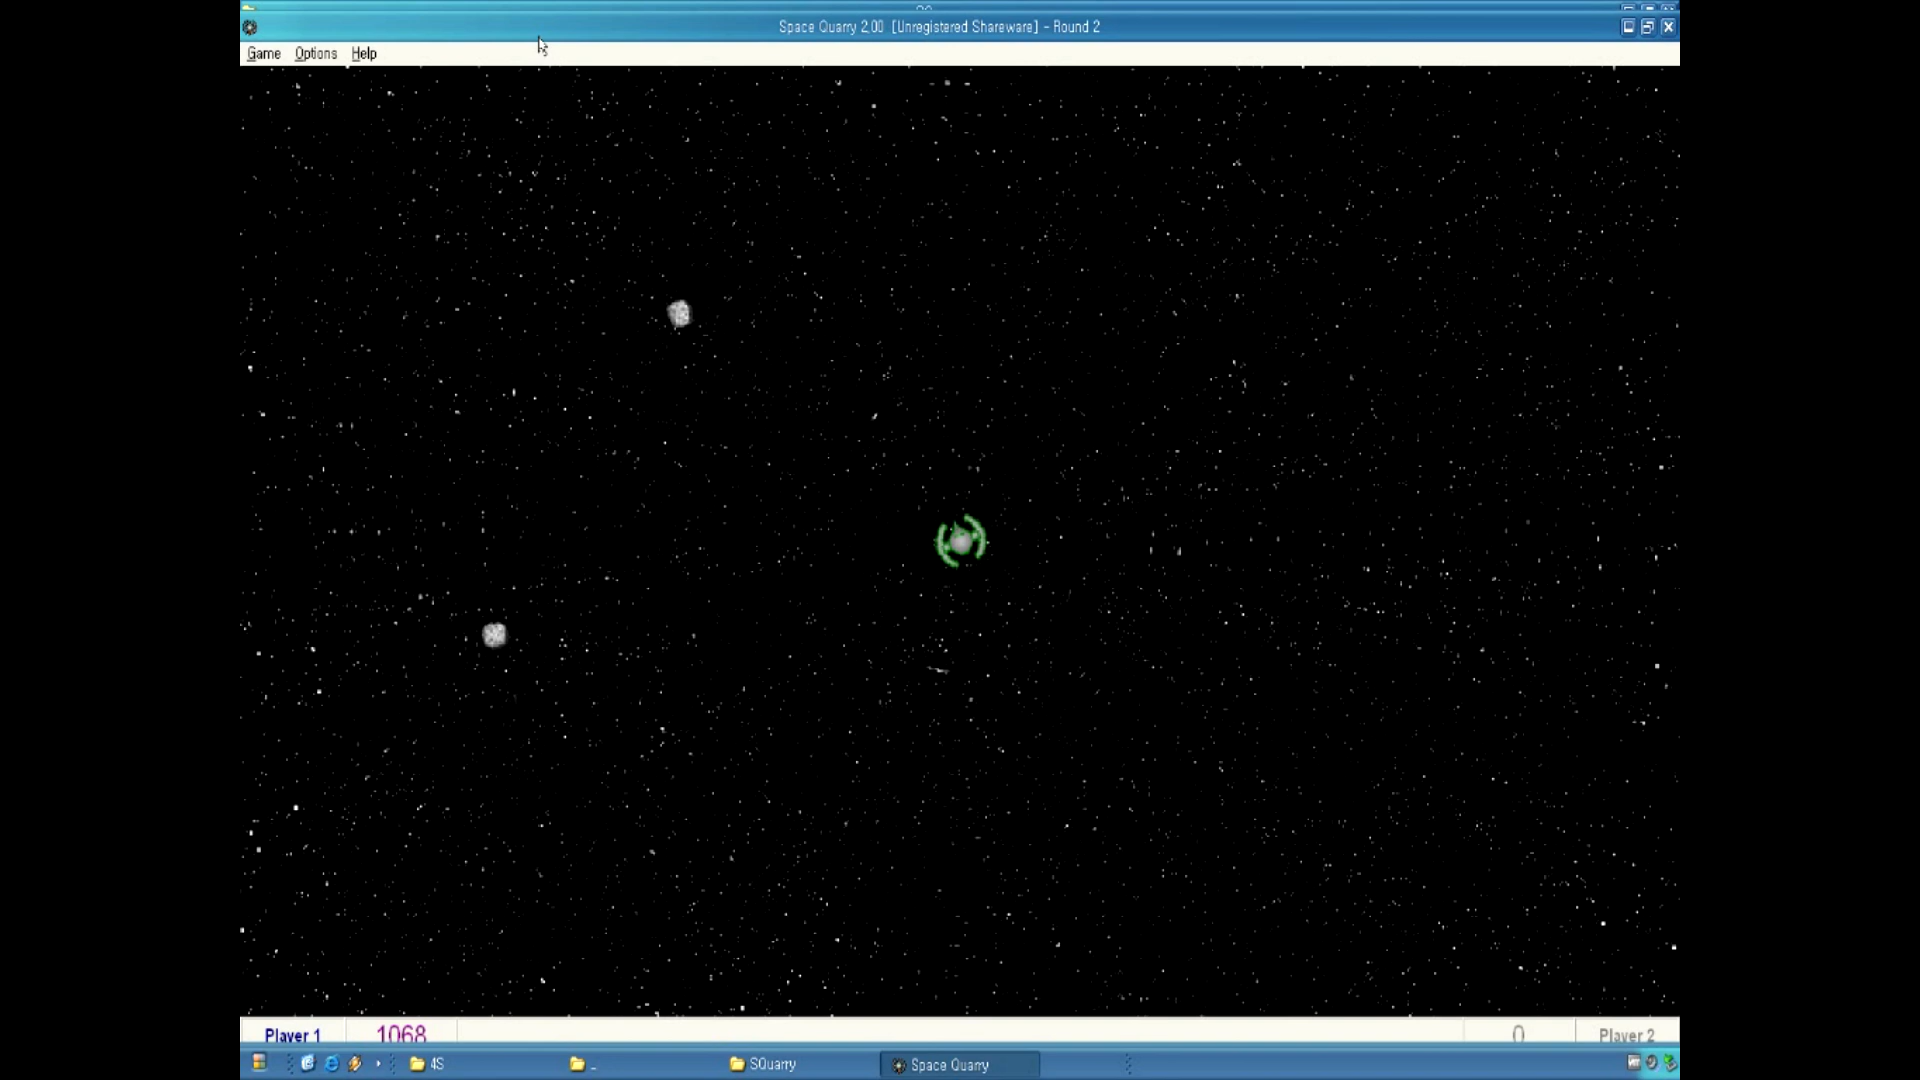 Space Quarry 2.00 [Unregistered Shareware] - Round 2
Game Options Help
Player 1 1068 0 Player 2
4S _ SQuarry Space Quarry